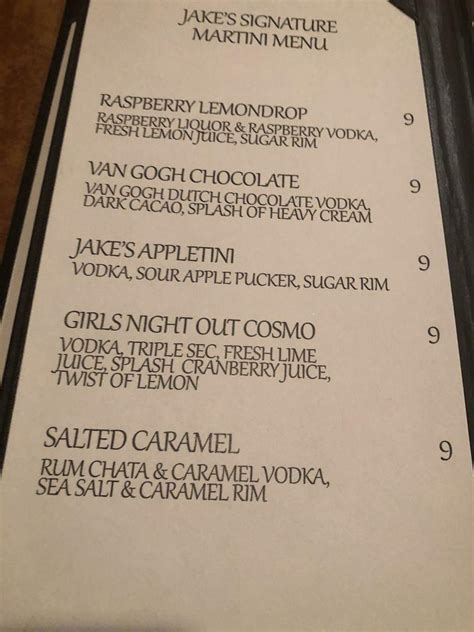 JAKE'S SIGNATURE
MARTINI MENU
RASPBERRY LEMONDROP 9
RASPBERRY LIQUOR & RASPBERRY VODKA,
FRESH LEMON JUICE, SUGAR RIM
VAN GOGH CHOCOLATE 9
VAN GOGH DUTCH CHOCOLATE VODKA,
DARK CACAO, SPLASH OF HEAVY CREAM
JAKE'S APPLETINI 9
VODKA, SOUR APPLE PUCKER, SUGAR RIM
GIRLS NIGHT OUT COSMO 9
VODKA, TRIPLE SEC, FRESH LIME
JUICE, SPLASH CRANBERRY JUICE,
TWIST OF LEMON
SALTED CARAMEL 9
RUM CHATA & CARAMEL VODKA,
SEA SALT & CARAMEL RIM